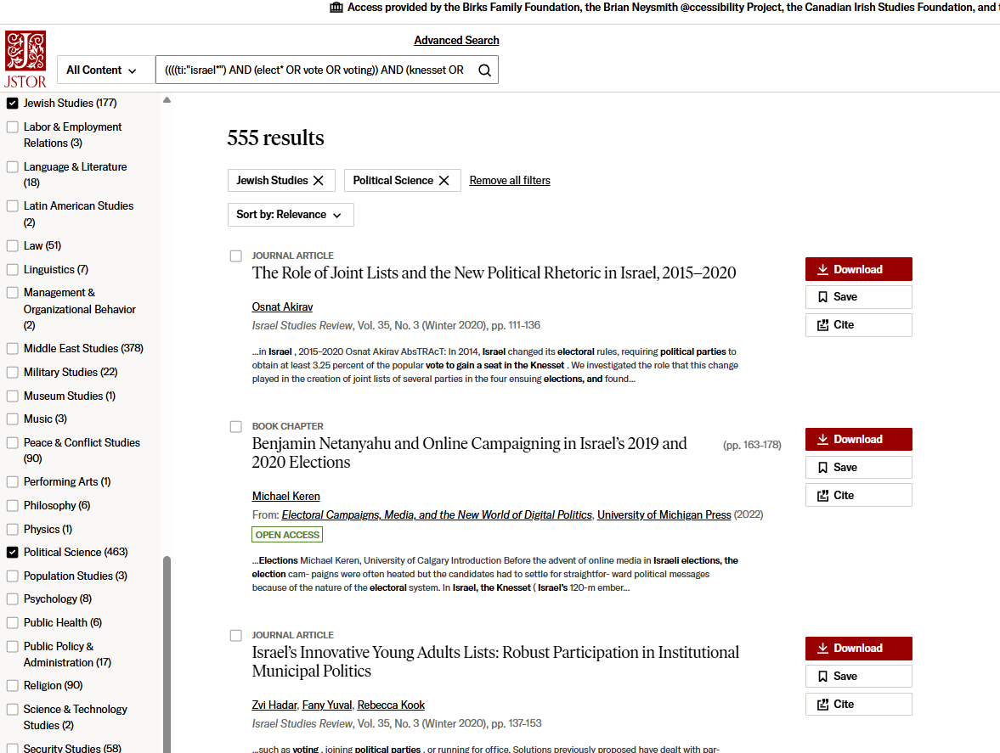 Access provided by the Birks Family Foundation, the Brian Neysmith @ccessibility Project, the Canadian Irish Studies Foundation, and
Advanced Search
JSTOR
All Content
((((ti:"israel*") AND (elect* OR vote OR voting)) AND (knesset OR
Jewish Studies (177)
Labor & Employment
Relations (3)
Language & Literature
(18)
Latin American Studies
(2)
Law (51)
Linguistics (7)
Management &
Organizational Behavior
(2)
Middle East Studies (378)
Military Studies (22)
Museum Studies (1)
Music (3)
Peace & Conflict Studies
(90)
Performing Arts (1)
Philosophy (6)
Physics (1)
Political Science (463)
Population Studies (3)
Psychology (8)
Public Health (6)
Public Policy &
Administration (17)
Religion (90)
Science & Technology
Studies (2)
Security Studies (58)
555 results
Jewish Studies
Political Science
Remove all filters
Sort by: Relevance
JOURNAL ARTICLE
The Role of Joint Lists and the New Political Rhetoric in Israel, 2015–2020
Osnat Akirav
Israel Studies Review, Vol. 35, No. 3 (Winter 2020), pp. 111-136
...in Israel , 2015–2020 Osnat Akirav AbsTRAcT: In 2014, Israel changed its electoral rules, requiring political parties to
obtain at least 3.25 percent of the popular vote to gain a seat in the Knesset . We investigated the role that this change
played in the creation of joint lists of several parties in the four ensuing elections, and found...
Download
Save
Cite
BOOK CHAPTER
Benjamin Netanyahu and Online Campaigning in Israel's 2019 and
2020 Elections
(pp. 163-178)
Michael Keren
From: Electoral Campaigns, Media, and the New World of Digital Politics, University of Michigan Press (2022)
OPEN ACCESS
...Elections Michael Keren, University of Calgary Introduction Before the advent of online media in Israeli elections, the
election cam- paigns were often heated but the candidates had to settle for straightfor- ward political messages
because of the nature of the electoral system. In Israel, the Knesset ( Israel's 120-m ember...
Download
Save
Cite
JOURNAL ARTICLE
Israel's Innovative Young Adults Lists: Robust Participation in Institutional
Municipal Politics
Zvi Hadar, Fany Yuval, Rebecca Kook
Israel Studies Review, Vol. 35, No. 3 (Winter 2020), pp. 137-153
...such as voting , joining political parties , or running for office. Solutions previously proposed have dealt with par-
Download
Save
Cite